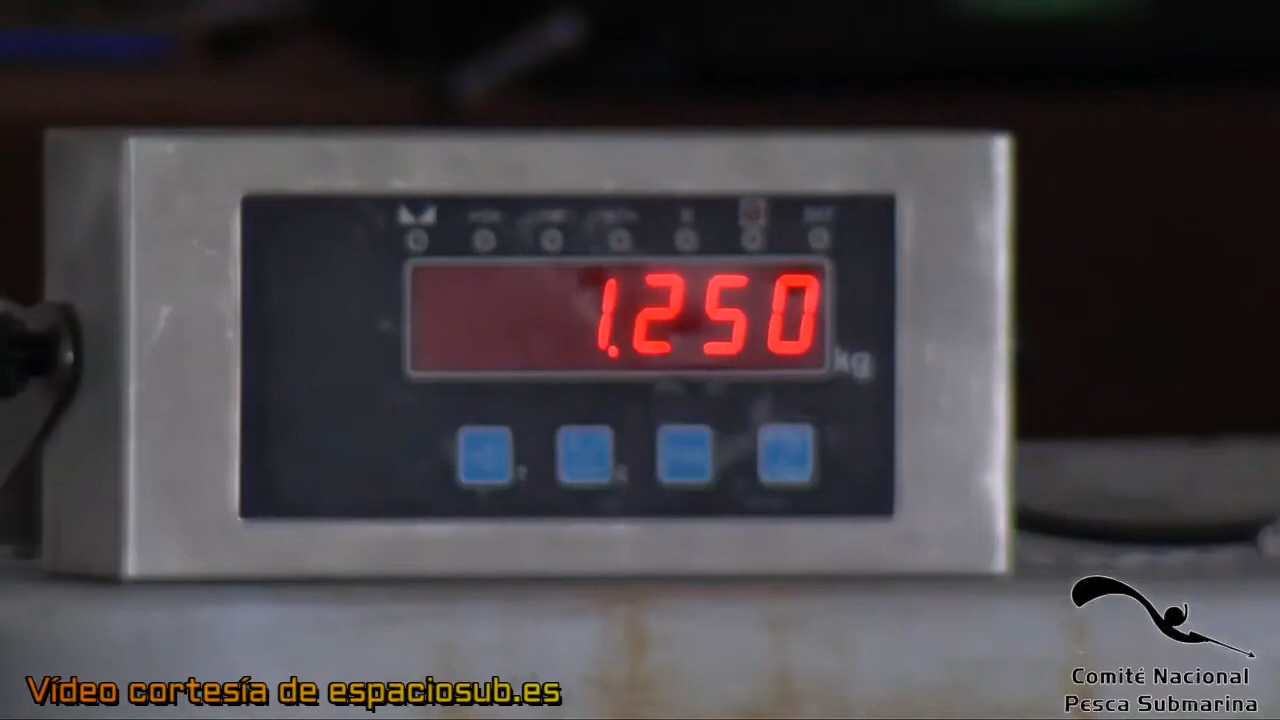 1.250
kg
Vídeo cortesía de espaciosub.es
Comité Nacional
Pesca Submarina